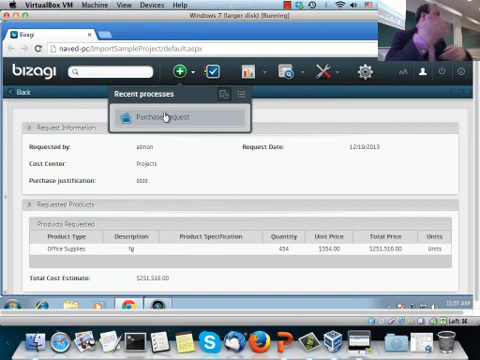 VirtualBox VM Machine Devices Help
Windows 7 (larger disk) [Running]
Bizagi
naved-pc/ImportSampleProject/default.aspx
bizagi
Back
Recent processes
Purchase Request
Request Information
Requested by: admon Request Date: 12/19/2013
Cost Center: Projects
Purchase justification: dddd
Requested Products
Products Requested
Product Type Description Product Specification Quantity Unit Price Total Price Units
Office Supplies fg 454 $554.00 $251,516.00 Units
Total Cost Estimate: $251,516.00
11:57 AM
Left ⌘